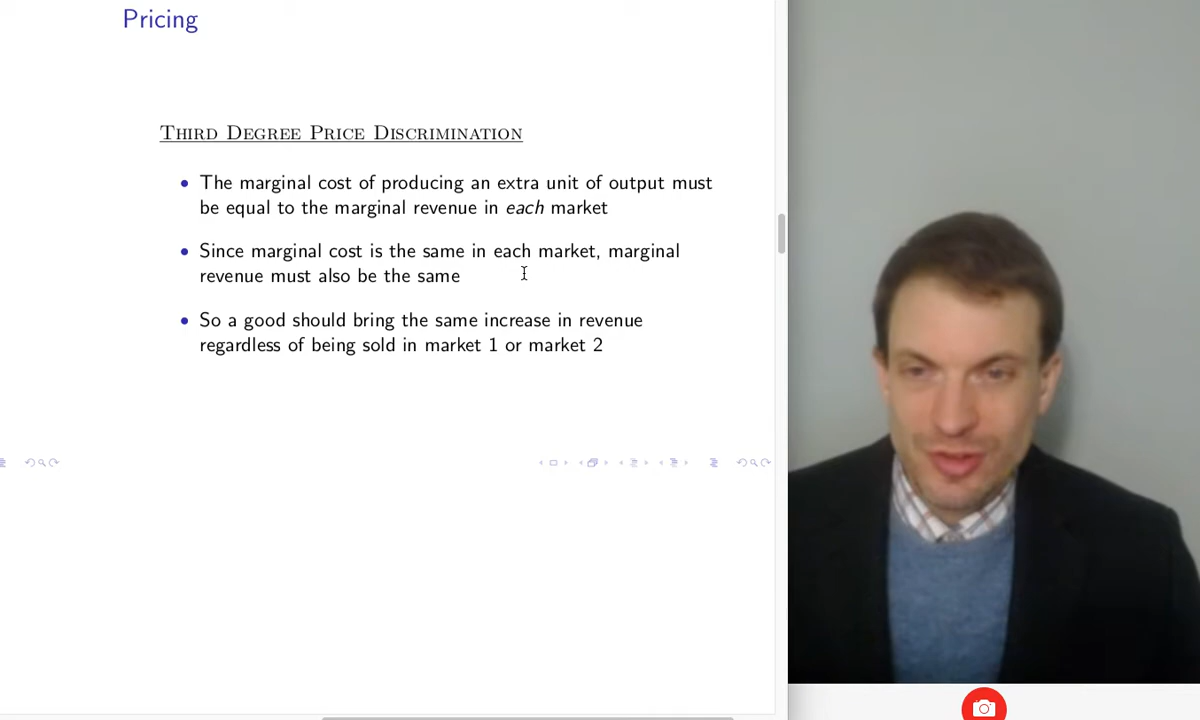 Pricing
Third Degree Price Discrimination
The marginal cost of producing an extra unit of output must
be equal to the marginal revenue in each market
Since marginal cost is the same in each market, marginal
revenue must also be the same
So a good should bring the same increase in revenue
regardless of being sold in market 1 or market 2